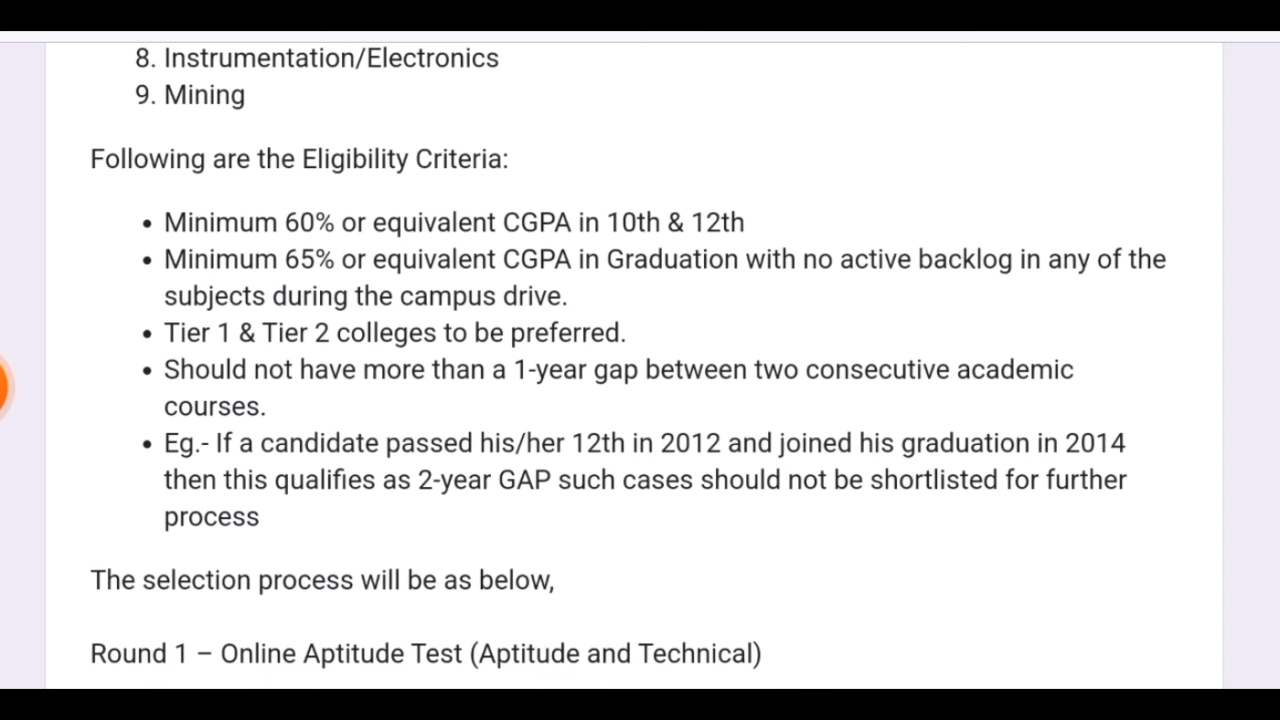 8. Instrumentation/Electronics
9. Mining
Following are the Eligibility Criteria:
• Minimum 60% or equivalent CGPA in 10th & 12th
• Minimum 65% or equivalent CGPA in Graduation with no active backlog in any of the
subjects during the campus drive.
• Tier 1 & Tier 2 colleges to be preferred.
• Should not have more than a 1-year gap between two consecutive academic
courses.
• Eg.- If a candidate passed his/her 12th in 2012 and joined his graduation in 2014
then this qualifies as 2-year GAP such cases should not be shortlisted for further
process
The selection process will be as below,
Round 1 – Online Aptitude Test (Aptitude and Technical)